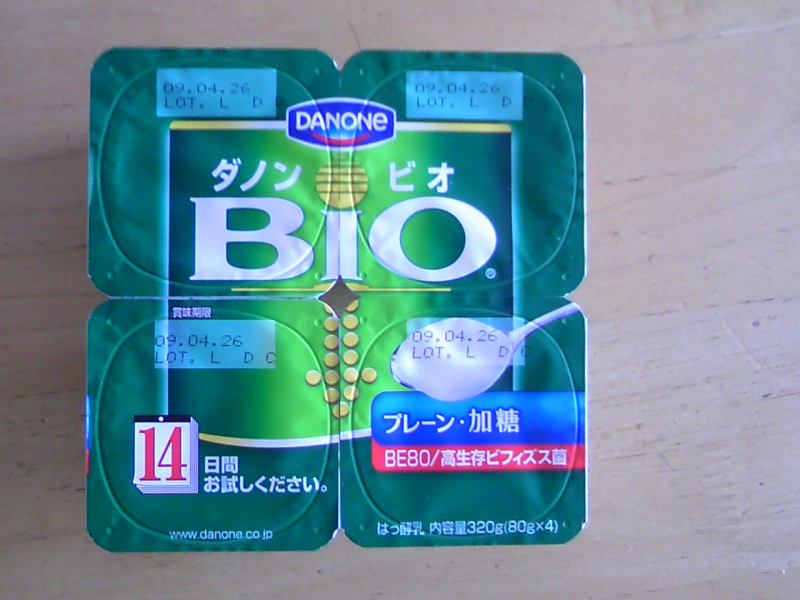 09.04.26
LOT. L D C
09.04.26
LOT. L D C
DANONE
ダノン ビオ
BIO
®
賞味期限
09.04.26
LOT. L D C
09.04.26
LOT. L D C
プレーン・加糖
BE80/高生存ビフィズス菌
14
日間
お試しください。
www.danone.co.jp
はっ酵乳 内容量320g(80g×4)